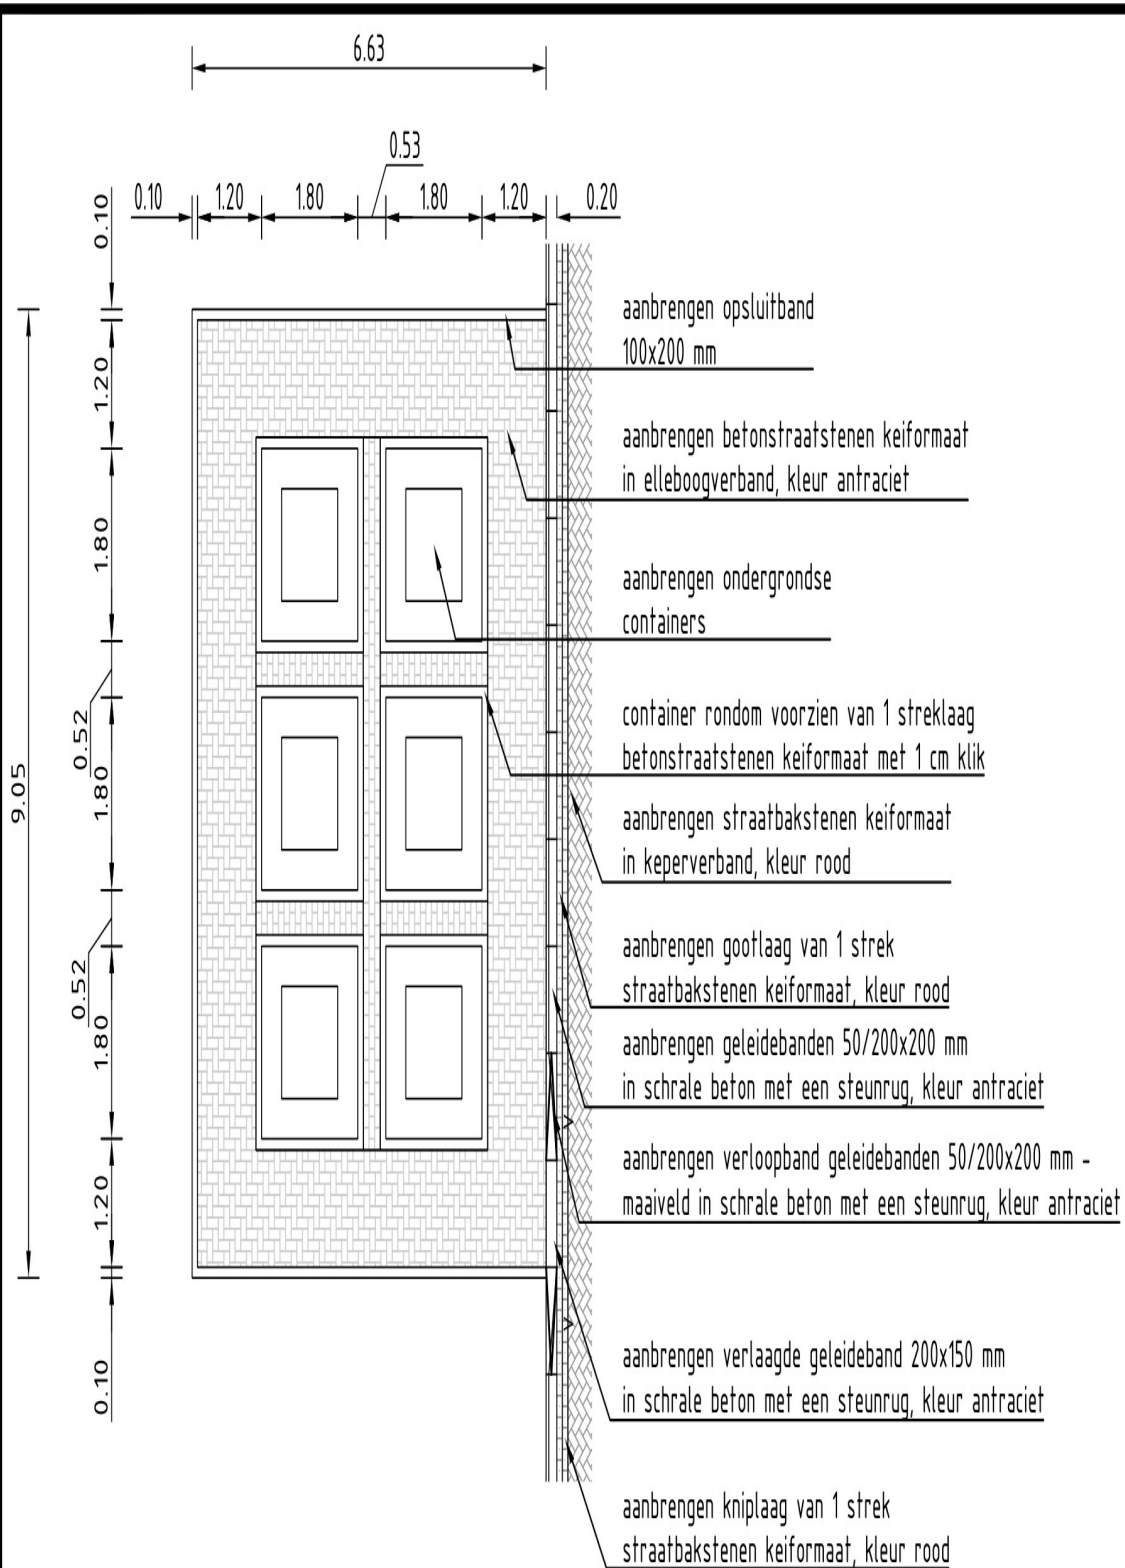 6.63
0.53
0.10 1.20 1.80 1.80 1.20 0.20
0.10
1.20
1.80
0.52
1.80
0.52
1.80
1.20
0.10
9.05
aanbrengen opsluitband
100x200 mm
aanbrengen betonstraatstenen keiformaat
in elleboogverband, kleur antraciet
aanbrengen ondergrondse
containers
container rondom voorzien van 1 streklaag
betonstraatstenen keiformaat met 1 cm klik
aanbrengen straatbakstenen keiformaat
in keperverband, kleur rood
aanbrengen gootlaag van 1 strek
straatbakstenen keiformaat, kleur rood
aanbrengen geleidebanden 50/200x200 mm
in schrale beton met een steunrug, kleur antraciet
aanbrengen verloopband geleidebanden 50/200x200 mm -
maaiveld in schrale beton met een steunrug, kleur antraciet
aanbrengen verlaagde geleideband 200x150 mm
in schrale beton met een steunrug, kleur antraciet
aanbrengen kniplaag van 1 strek
straatbakstenen keiformaat, kleur rood